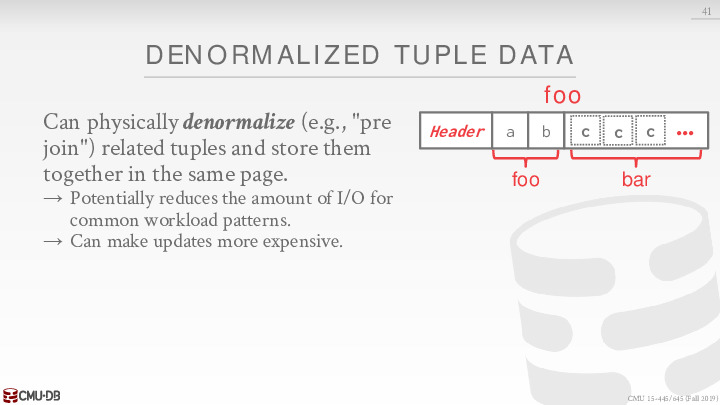 41
DENORMALIZED TUPLE DATA
Can physically denormalize (e.g., "pre
join") related tuples and store them
together in the same page.
→ Potentially reduces the amount of I/O for
common workload patterns.
→ Can make updates more expensive.
foo
Header a b c c c •••
foo bar
CMU·DB
CMU 15-445/645 (Fall 2019)